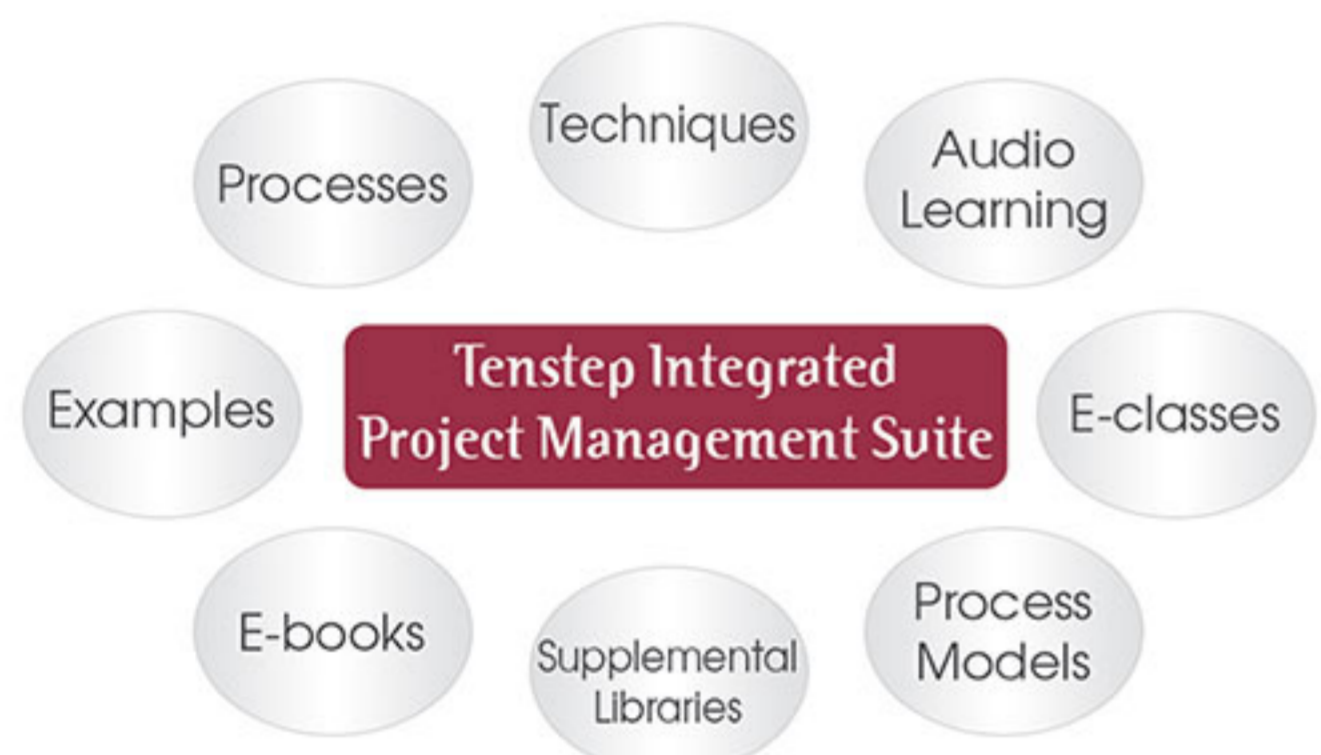 Techniques
Processes
Audio
Learning
Examples
Tenstep Integrated
Project Management Suite
E-classes
E-books
Supplemental
Libraries
Process
Models